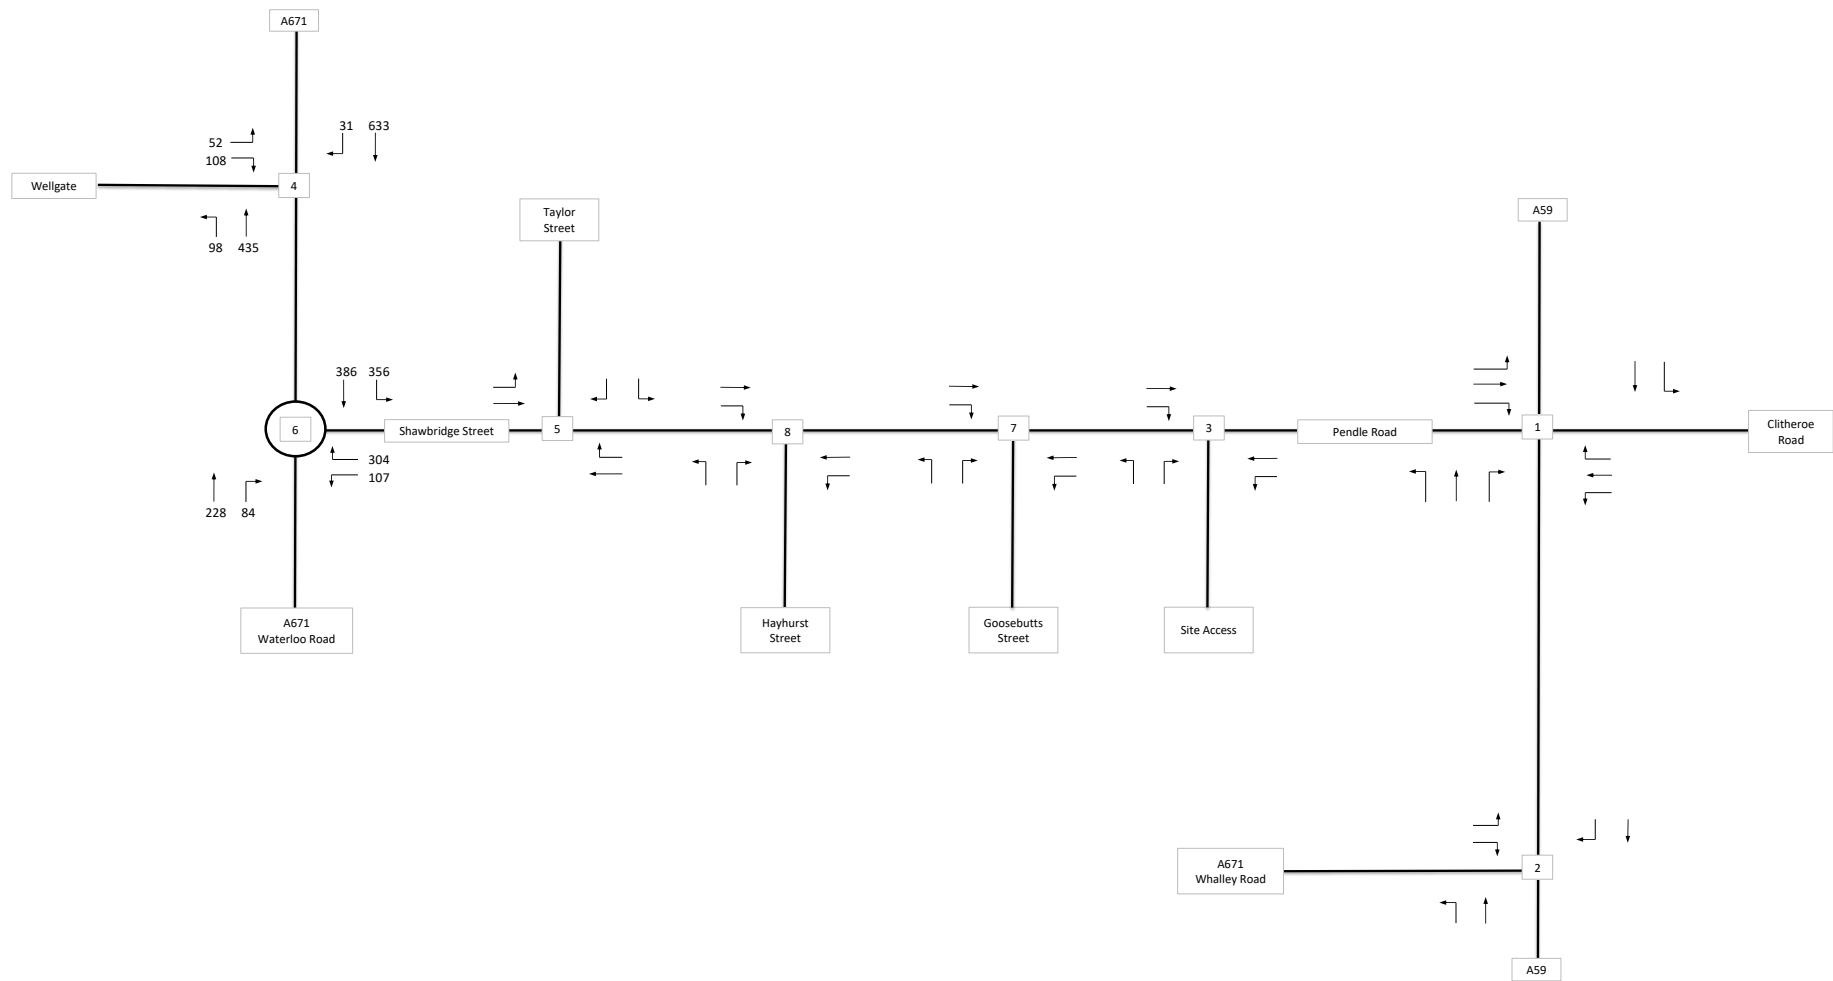 A671
31 633
52
108
Wellgate
4
98 435
Taylor
Street
A59
386 356
6
Shawbridge Street
5
8
7
3
Pendle Road
1
Clitheroe
Road
304
107
228 84
A671
Waterloo Road
Hayhurst
Street
Goosebutts
Street
Site Access
A671
Whalley Road
2
A59